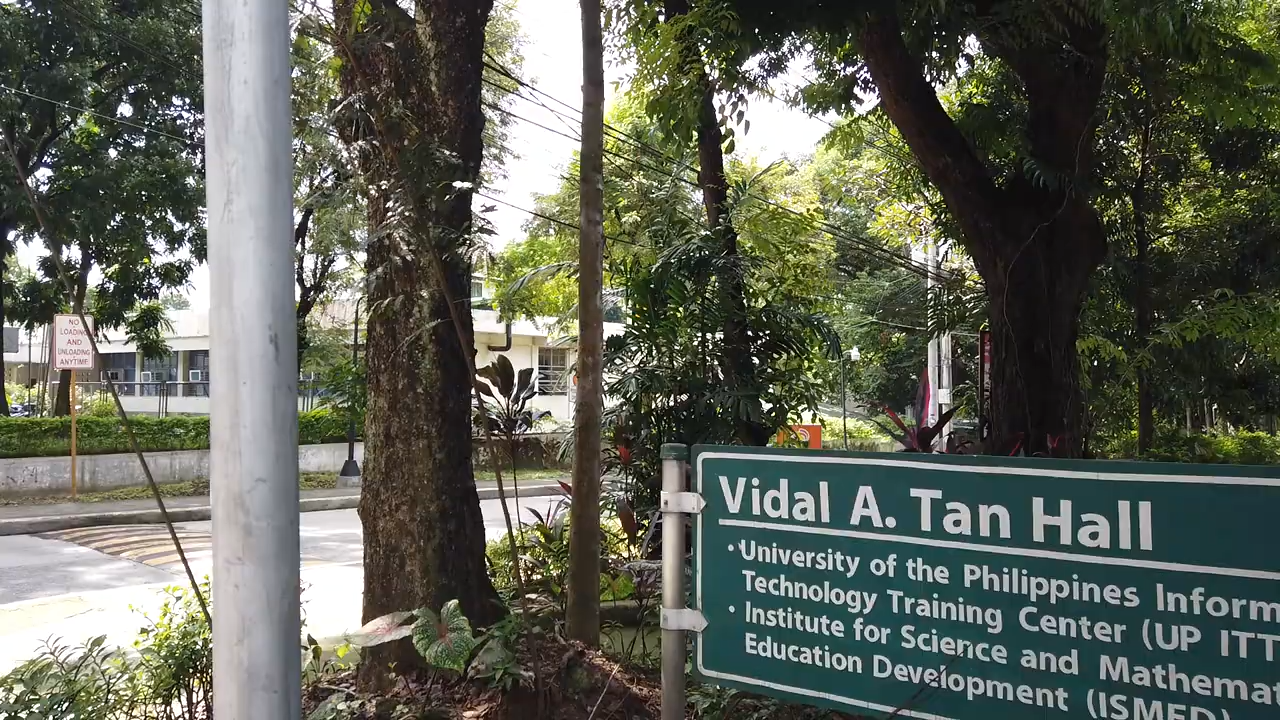 NO
LOADING
AND
UNLOADING
ANYTIME
Vidal A. Tan Hall
• University of the Philippines Inform
Technology Training Center (UP ITT
• Institute for Science and Mathemat
Education Development (ISMED)